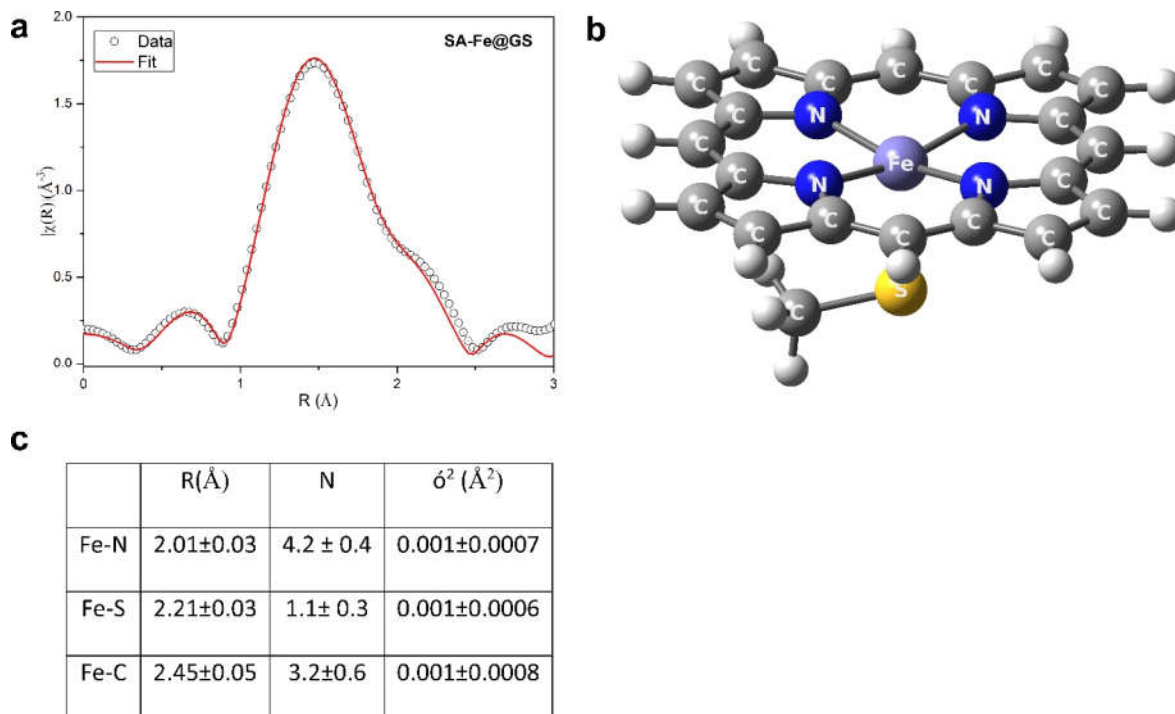 a
SA-Fe@GS
Data
Fit
2.0
1.5
1.0
0.5
0.0
|χ(R)| (Å⁻³)
0 1 2 3
R (Å)
b
C C C C C
C C C C
C N N C
C Fe C
C N N C
C C C C
C C C
S
C
c
R(Å) N ó² (Å²)
Fe-N 2.01±0.03 4.2 ± 0.4 0.001±0.0007
Fe-S 2.21±0.03 1.1± 0.3 0.001±0.0006
Fe-C 2.45±0.05 3.2±0.6 0.001±0.0008